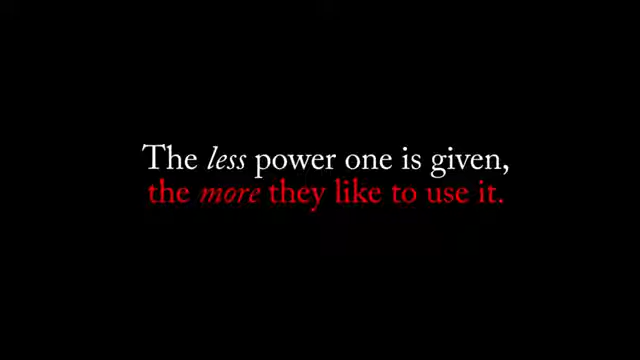 The less power one is given,
the more they like to use it.